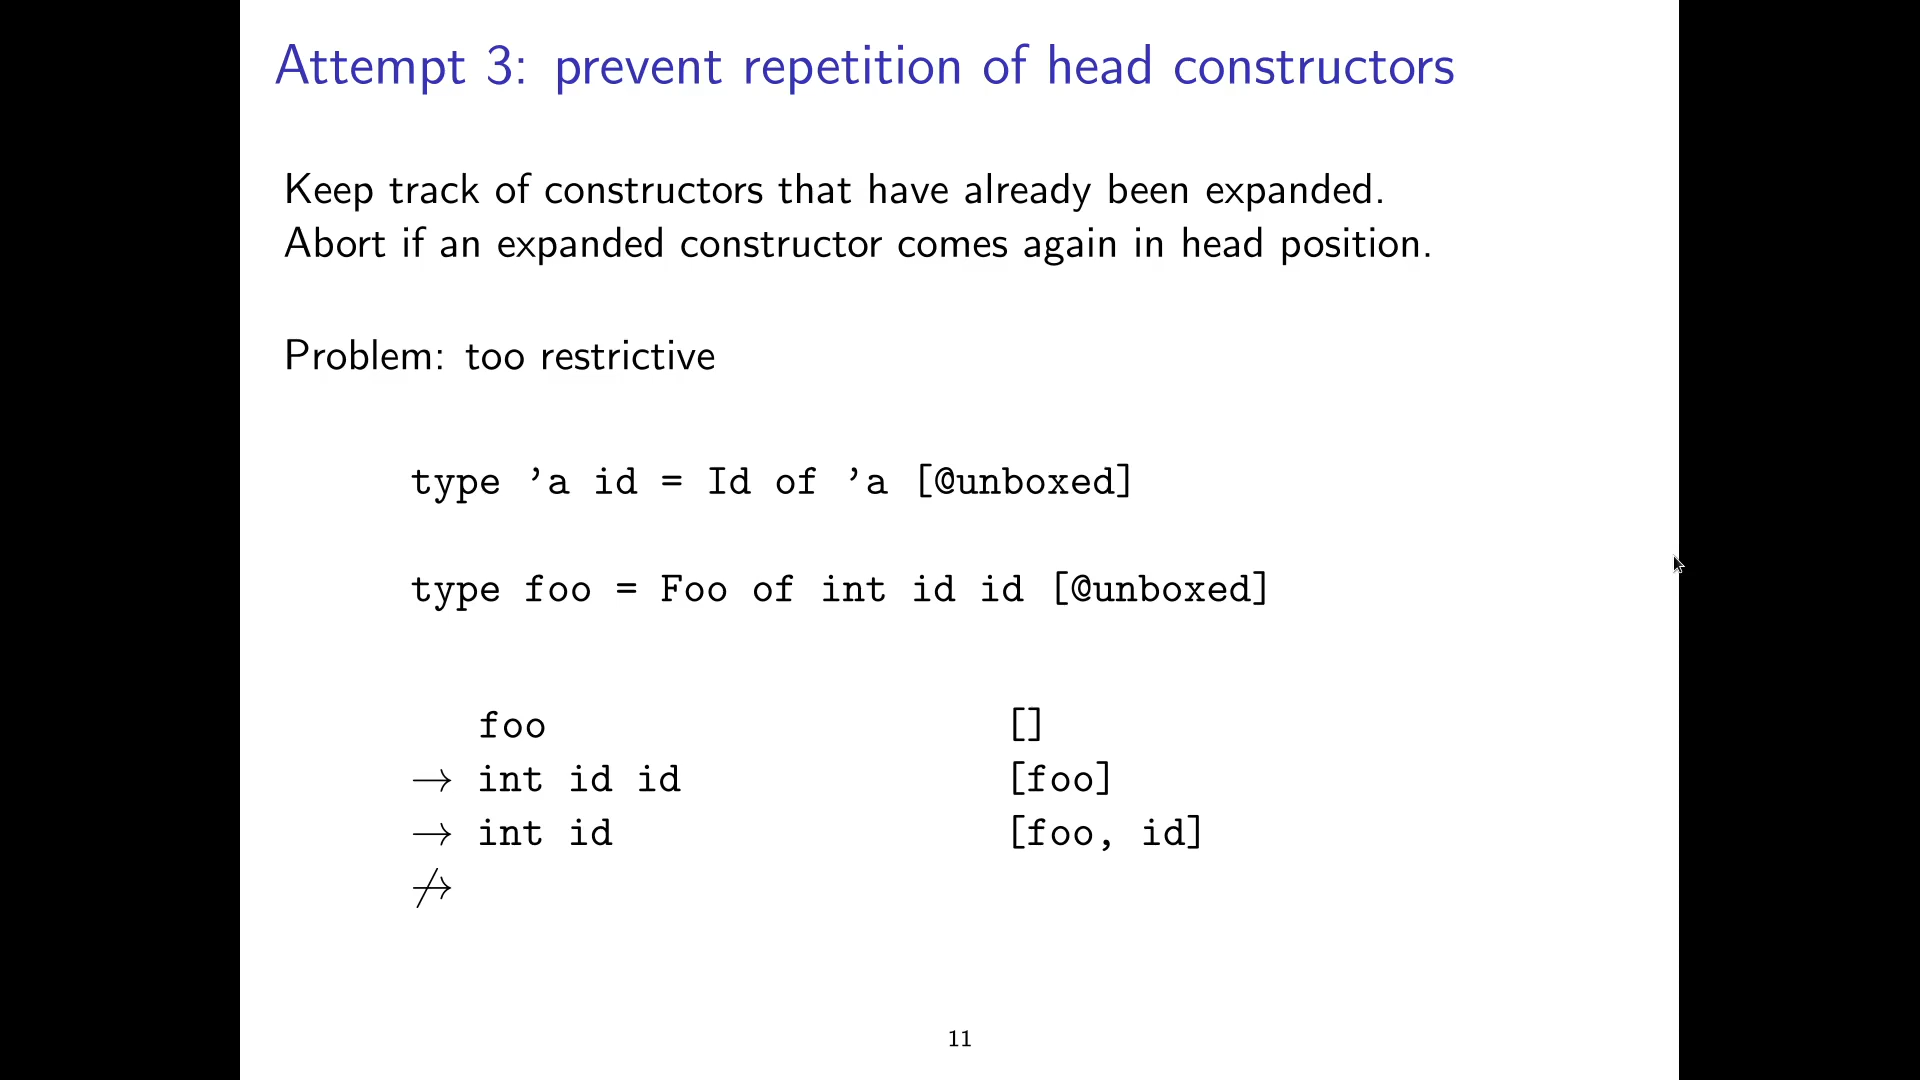 Attempt 3: prevent repetition of head constructors
Keep track of constructors that have already been expanded.
Abort if an expanded constructor comes again in head position.
Problem: too restrictive
type ’a id = Id of ’a [@unboxed]
type foo = Foo of int id id [@unboxed]
foo []
→ int id id [foo]
→ int id [foo, id]
↛
11